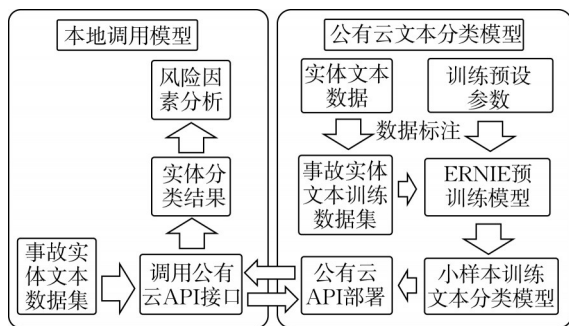 本地调用模型
风险因
素分析
实体分
类结果
事故实
体文本
数据集
调用公有
云API接口
公有云文本分类模型
实体文本
数据
训练预设
参数
数据标注
事故实体
文本训练
数据集
ERNIE预
训练模型
公有云
API部署
小样本训练
文本分类模型